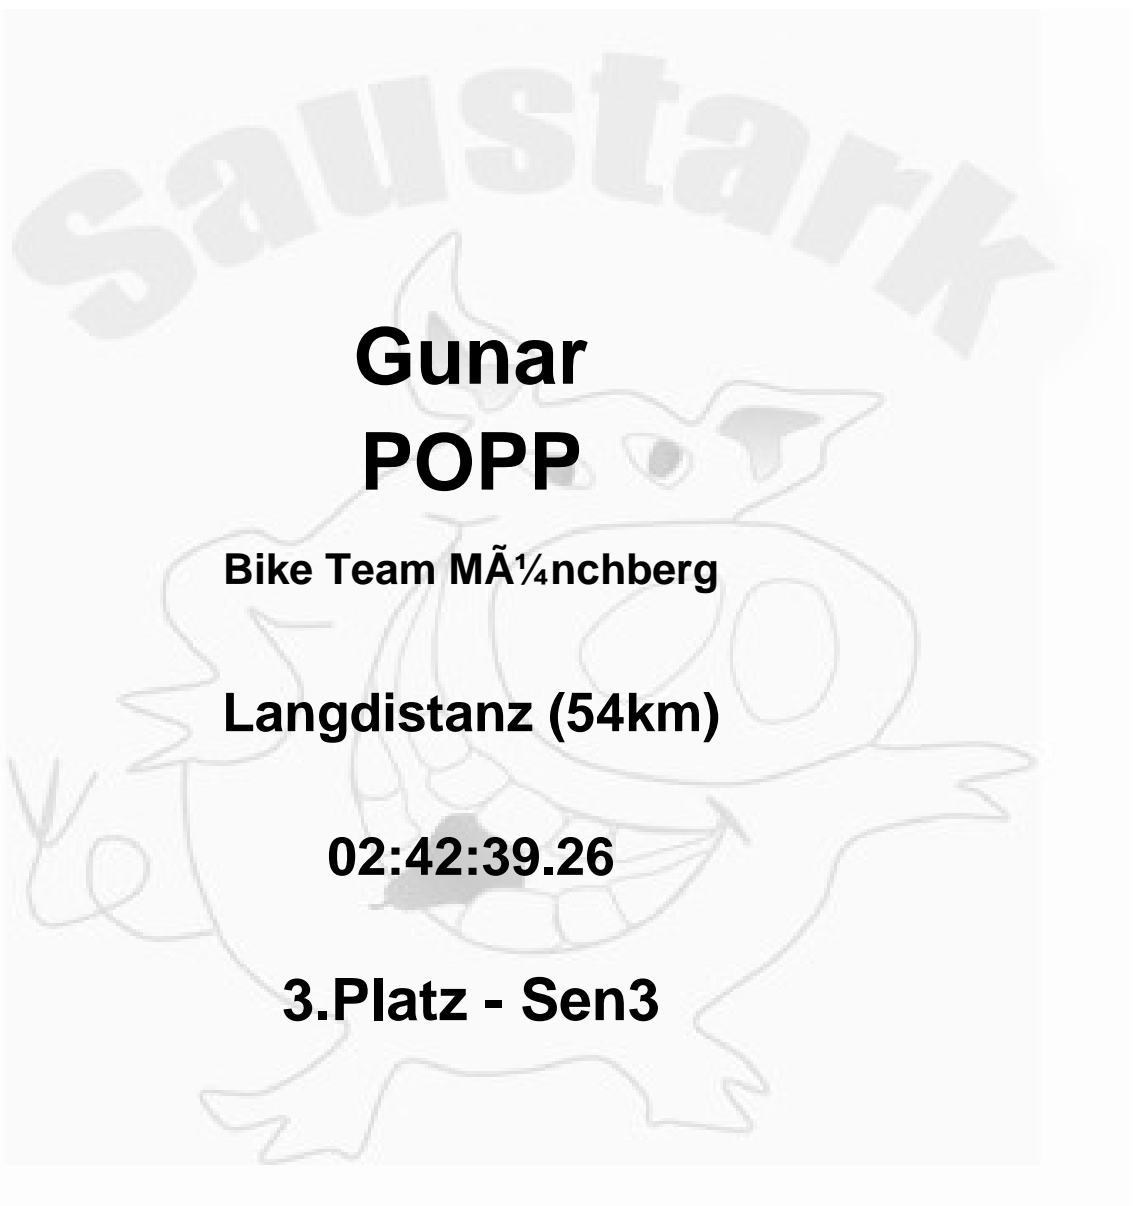 Saustark
Gunar
POPP
Bike Team MÃ¼nchberg
Langdistanz (54km)
02:42:39.26
3.Platz - Sen3